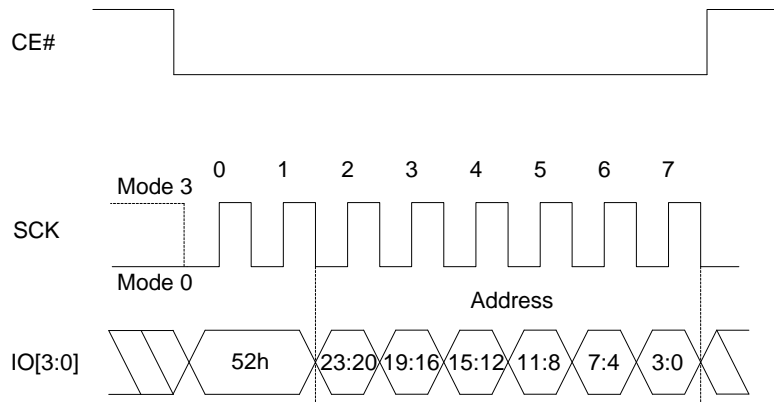 CE#
0 1 2 3 4 5 6 7
Mode 3
SCK
Mode 0
Address
IO[3:0] 52h 23:20 19:16 15:12 11:8 7:4 3:0